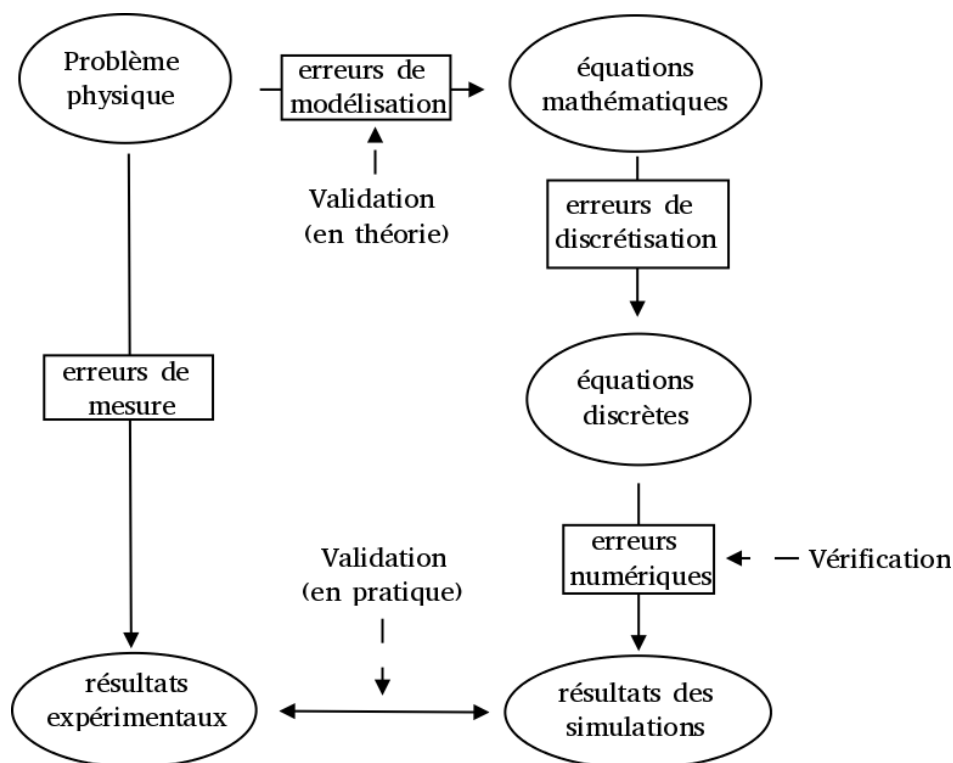 Problème
physique
erreurs de
modélisation
équations
mathématiques
Validation
(en théorie)
erreurs de
discrétisation
erreurs de
mesure
équations
discrètes
Validation
(en pratique)
erreurs
numériques
Vérification
résultats
expérimentaux
résultats des
simulations